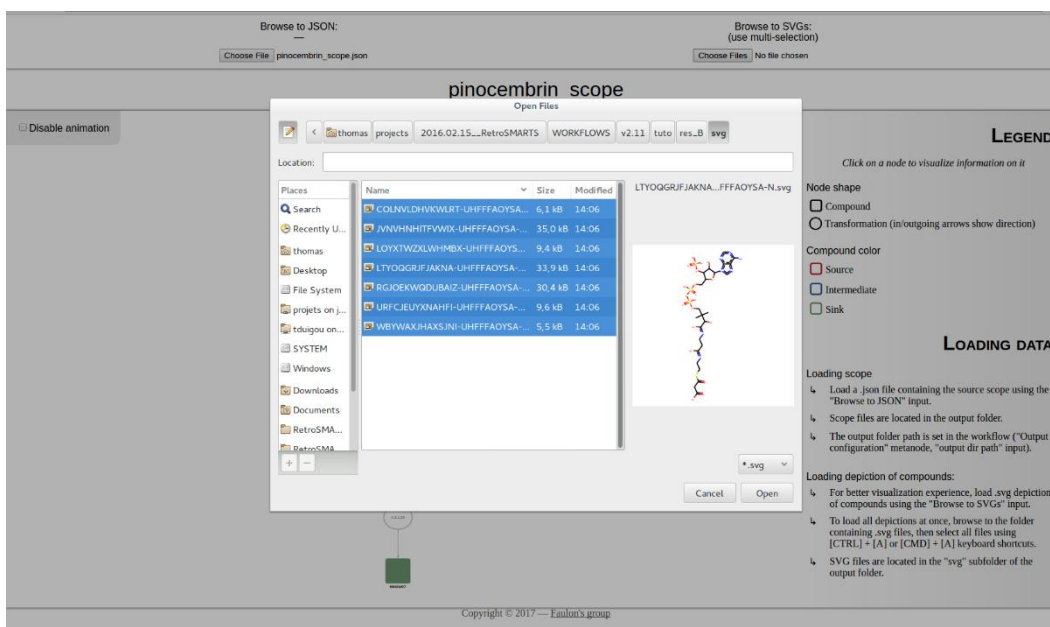 Browse to JSON:
—
Choose File pinocembrin_scope.json
Browse to SVGs:
(use multi-selection)
Choose Files No file chosen
pinocembrin_scope
Disable animation
Open Files
thomas projects 2016.02.15__RetroSMARTS WORKFLOWS v2.11 tuto res_B svg
Location:
Places
Search
Recently U...
thomas
Desktop
File System
projets on j...
tduigou on...
SYSTEM
Windows
Downloads
Documents
RetroSMA...
RetroSMA
Name Size Modified
COLNVLDHVKWLRT-UHFFFAOYSA... 6,1 kB 14:06
JVNVHNHITFVWIX-UHFFFAOYSA-... 35,0 kB 14:06
LOYXTWZXLWHMBX-UHFFFAOYS... 9,4 kB 14:06
LTYOQGRJFJAKNA-UHFFFAOYSA-... 33,9 kB 14:06
RGJOEKWQDUBAIZ-UHFFFAOYSA-... 30,4 kB 14:06
URFCJEUYXNAHFI-UHFFFAOYSA-... 9,6 kB 14:06
WBYWAXJHAXSJNI-UHFFFAOYSA-... 5,5 kB 14:06
LTYOQGRJFJAKNA...FFFAOYSA-N.svg
*.svg
Cancel Open
LEGEND
Click on a node to visualize information on it
Node shape
Compound
Transformation (in/outgoing arrows show direction)
Compound color
Source
Intermediate
Sink
LOADING DATA
Loading scope
↳ Load a .json file containing the source scope using the
"Browse to JSON" input.
↳ Scope files are located in the output folder.
↳ The output folder path is set in the workflow ("Output
configuration" metanode, "output dir path" input).
Loading depiction of compounds:
↳ For better visualization experience, load .svg depiction
of compounds using the "Browse to SVGs" input.
↳ To load all depictions at once, browse to the folder
containing .svg files, then select all files using
[CTRL] + [A] or [CMD] + [A] keyboard shortcuts.
↳ SVG files are located in the "svg" subfolder of the
output folder.
Copyright © 2017 — Faulon's group